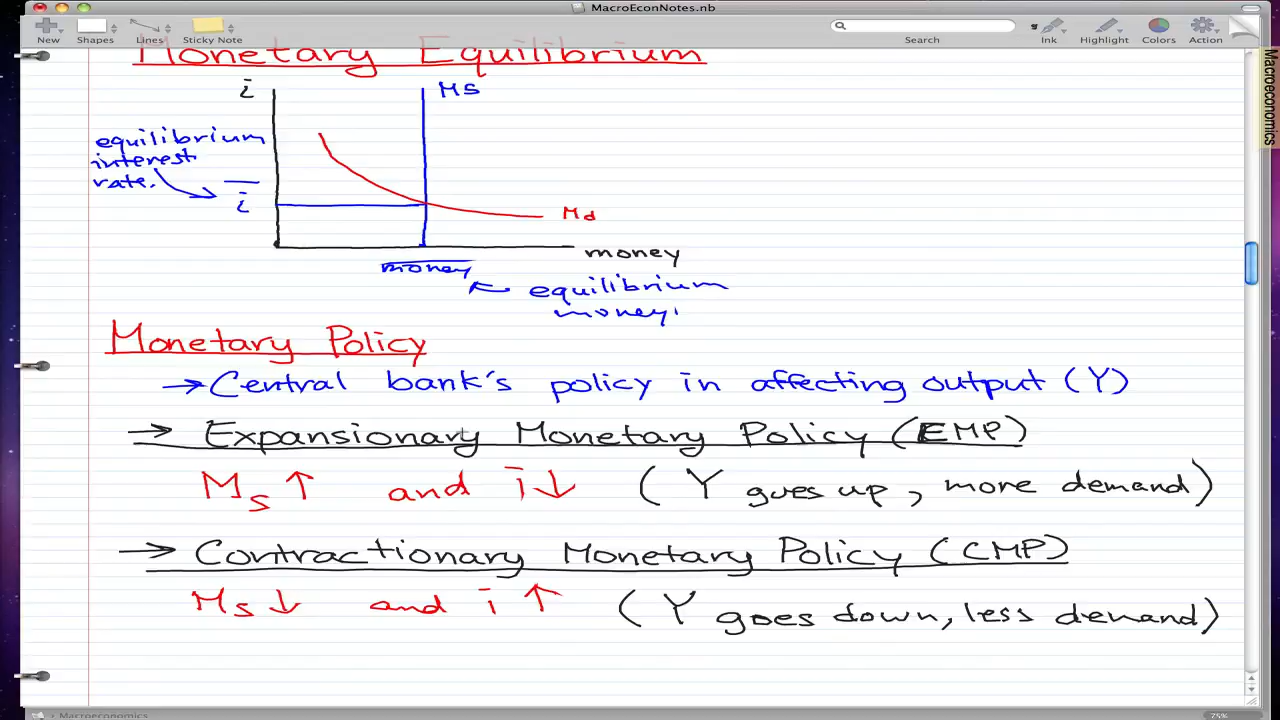 MacroEconNotes.nb
New Shapes Lines Sticky Note Search Ink Highlight Colors Action
Macroeconomics
Monetary Equilibrium
i
MS
equilibrium
interest
rate.
i
Md
money
money
equilibrium
money.
Monetary Policy
→ Central bank's policy in affecting output (Y)
→ Expansionary Monetary Policy (EMP)
Ms ↑ and i ↓ (Y goes up, more demand)
→ Contractionary Monetary Policy (CMP)
Ms ↓ and i ↑ (Y goes down, less demand)
Macroeconomics 75%